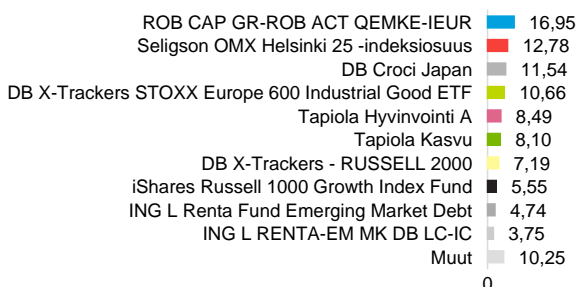 ROB CAP GR-ROB ACT QEMKE-IEUR 16,95
Seligson OMX Helsinki 25 -indeksiosuus 12,78
DB Croci Japan 11,54
DB X-Trackers STOXX Europe 600 Industrial Good ETF 10,66
Tapiola Hyvinvointi A 8,49
Tapiola Kasvu 8,10
DB X-Trackers - RUSSELL 2000 7,19
iShares Russell 1000 Growth Index Fund 5,55
ING L Renta Fund Emerging Market Debt 4,74
ING L RENTA-EM MK DB LC-IC 3,75
Muut 10,25
0